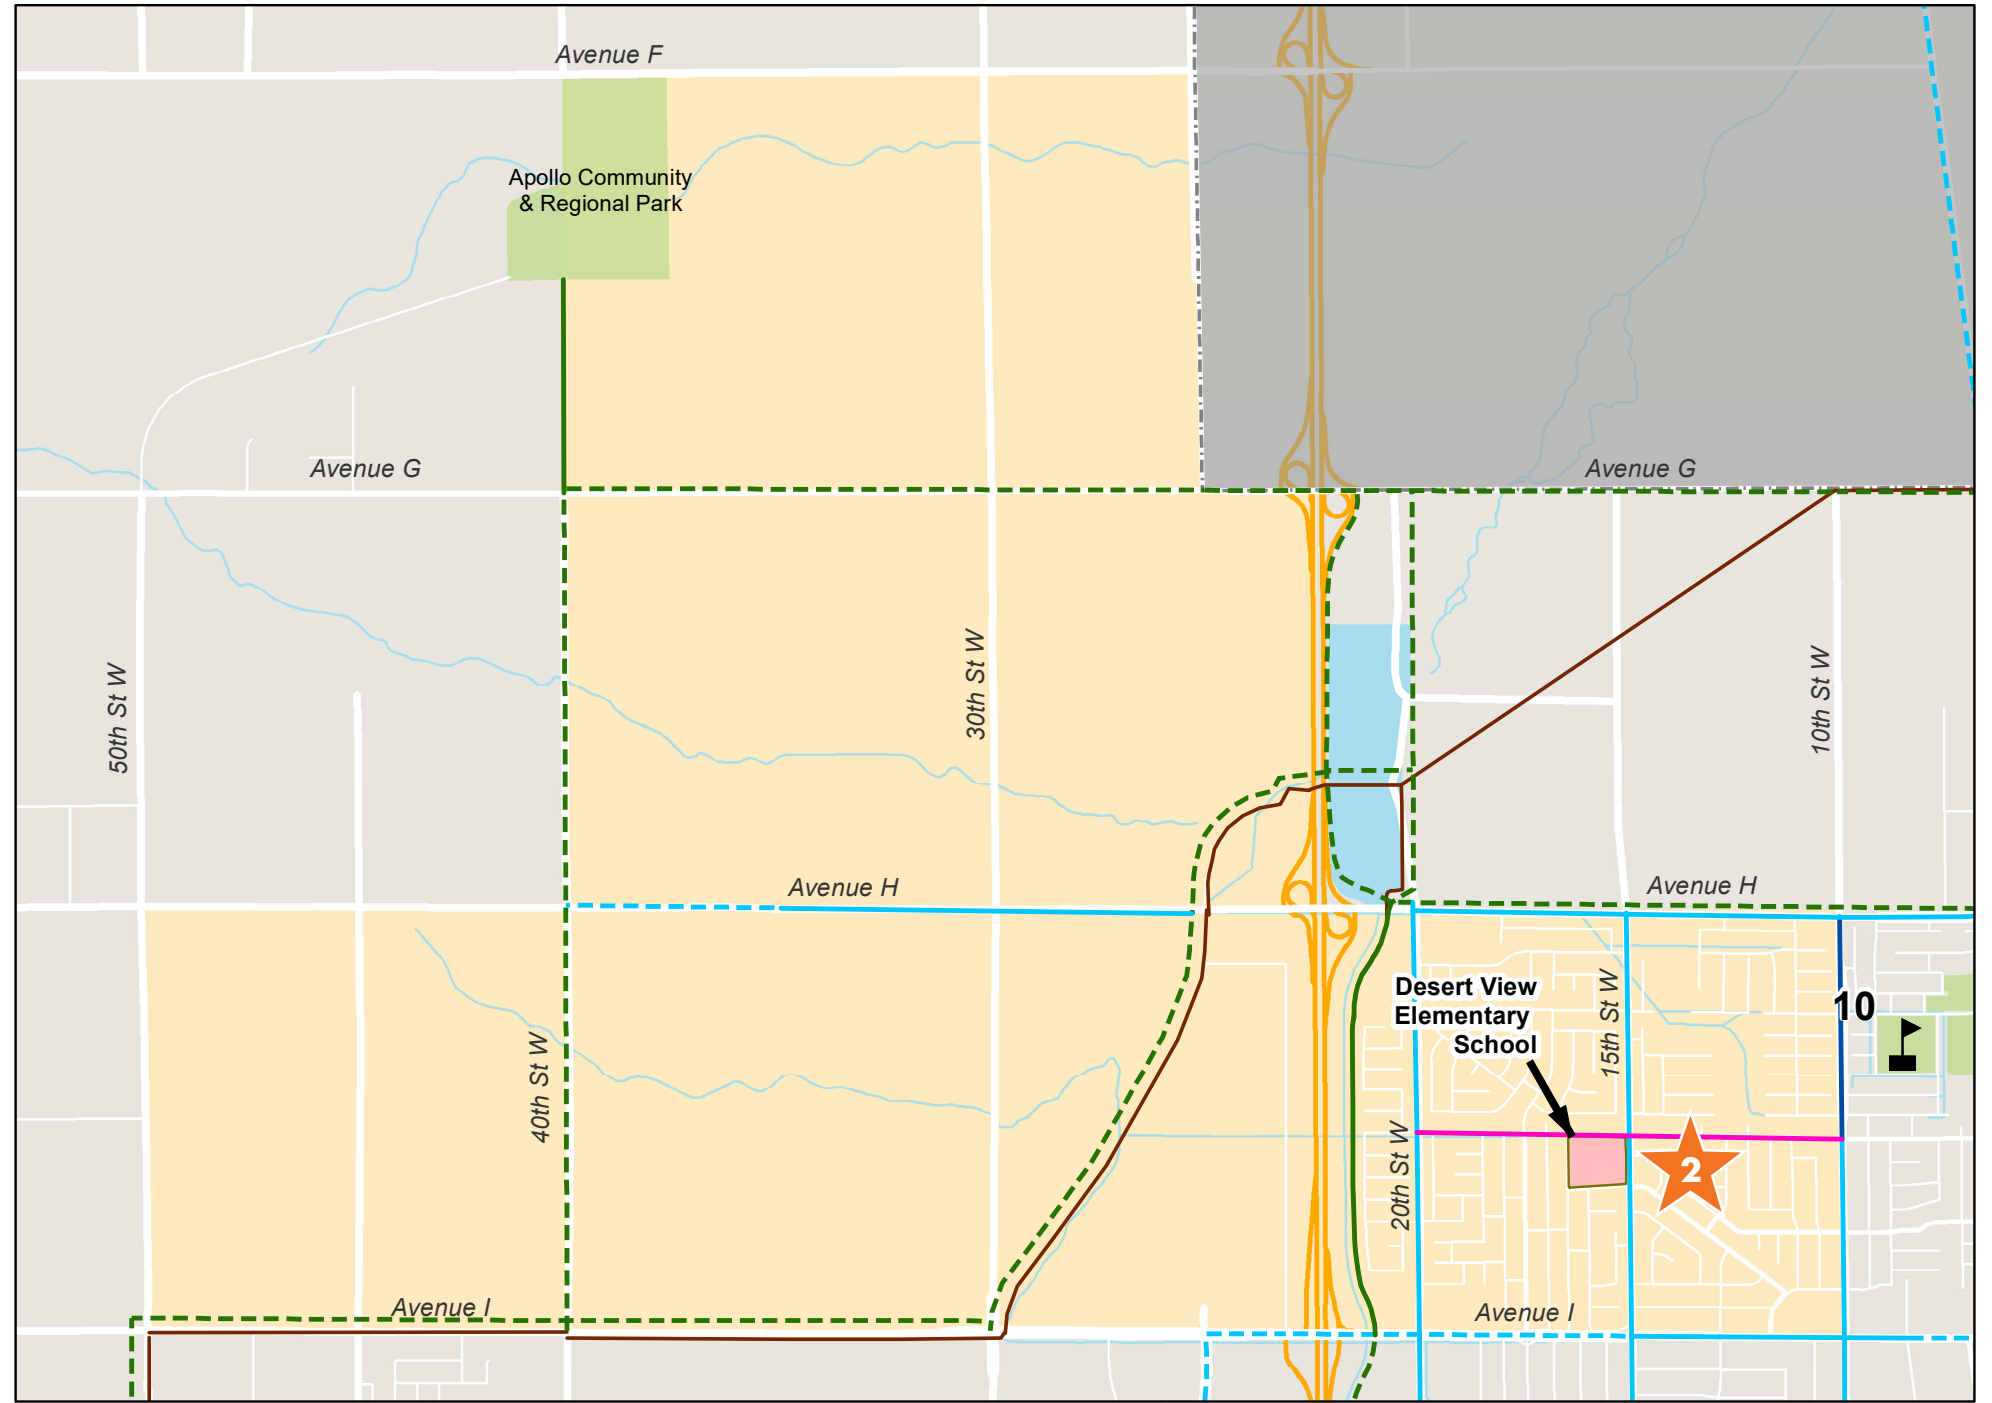 Avenue F
Apollo Community
& Regional Park
Avenue G
Avenue G
50th St W
30th St W
10th St W
Avenue H
Avenue H
Desert View
Elementary
School
15th St W
10
40th St W
20th St W
2
Avenue I
Avenue I